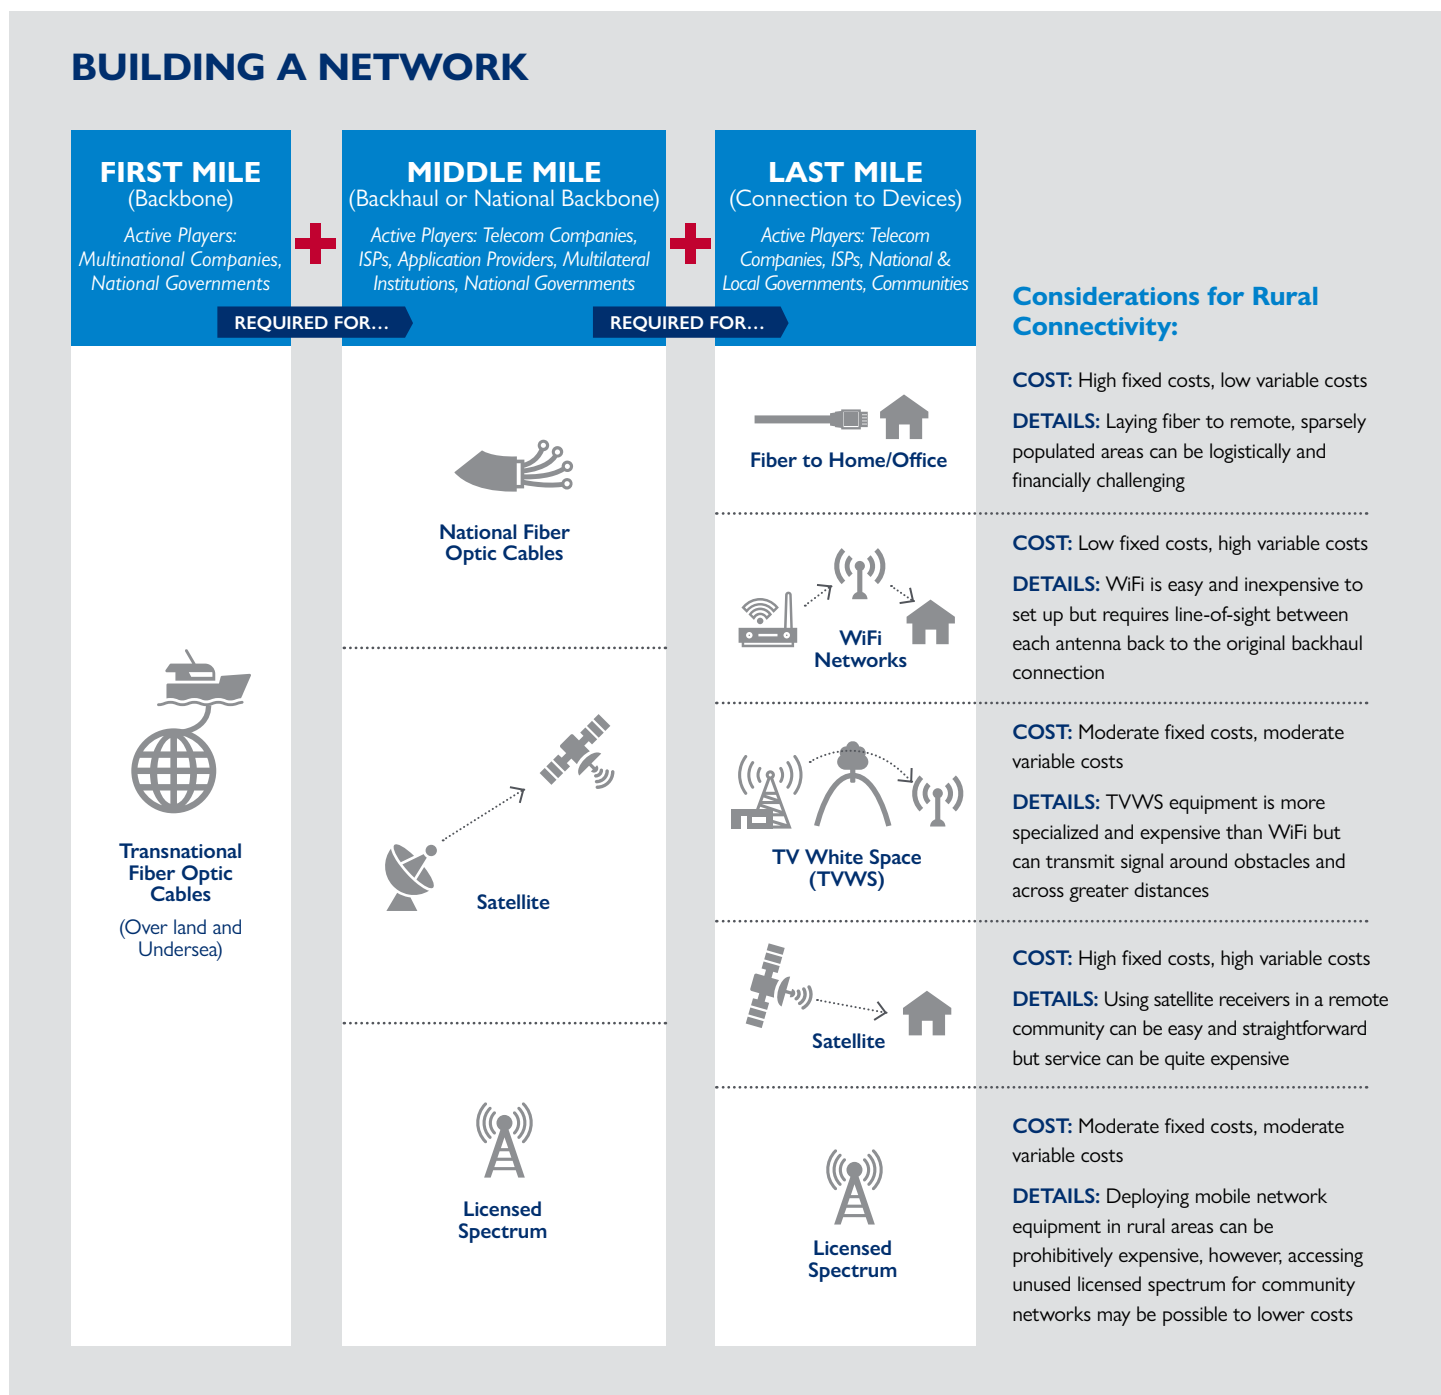 BUILDING A NETWORK
FIRST MILE
(Backbone)
Active Players:
Multinational Companies,
National Governments
REQUIRED FOR...
MIDDLE MILE
(Backhaul or National Backbone)
Active Players: Telecom Companies,
ISPs, Application Providers, Multilateral
Institutions, National Governments
REQUIRED FOR...
LAST MILE
(Connection to Devices)
Active Players: Telecom
Companies, ISPs, National &
Local Governments, Communities
Transnational
Fiber Optic
Cables
(Over land and
Undersea)
National Fiber
Optic Cables
Satellite
Licensed
Spectrum
Considerations for Rural
Connectivity:
Fiber to Home/Office
COST: High fixed costs, low variable costs
DETAILS: Laying fiber to remote, sparsely
populated areas can be logistically and
financially challenging
WiFi
Networks
COST: Low fixed costs, high variable costs
DETAILS: WiFi is easy and inexpensive to
set up but requires line-of-sight between
each antenna back to the original backhaul
connection
TV White Space
(TVWS)
COST: Moderate fixed costs, moderate
variable costs
DETAILS: TVWS equipment is more
specialized and expensive than WiFi but
can transmit signal around obstacles and
across greater distances
Satellite
COST: High fixed costs, high variable costs
DETAILS: Using satellite receivers in a remote
community can be easy and straightforward
but service can be quite expensive
Licensed
Spectrum
COST: Moderate fixed costs, moderate
variable costs
DETAILS: Deploying mobile network
equipment in rural areas can be
prohibitively expensive, however, accessing
unused licensed spectrum for community
networks may be possible to lower costs